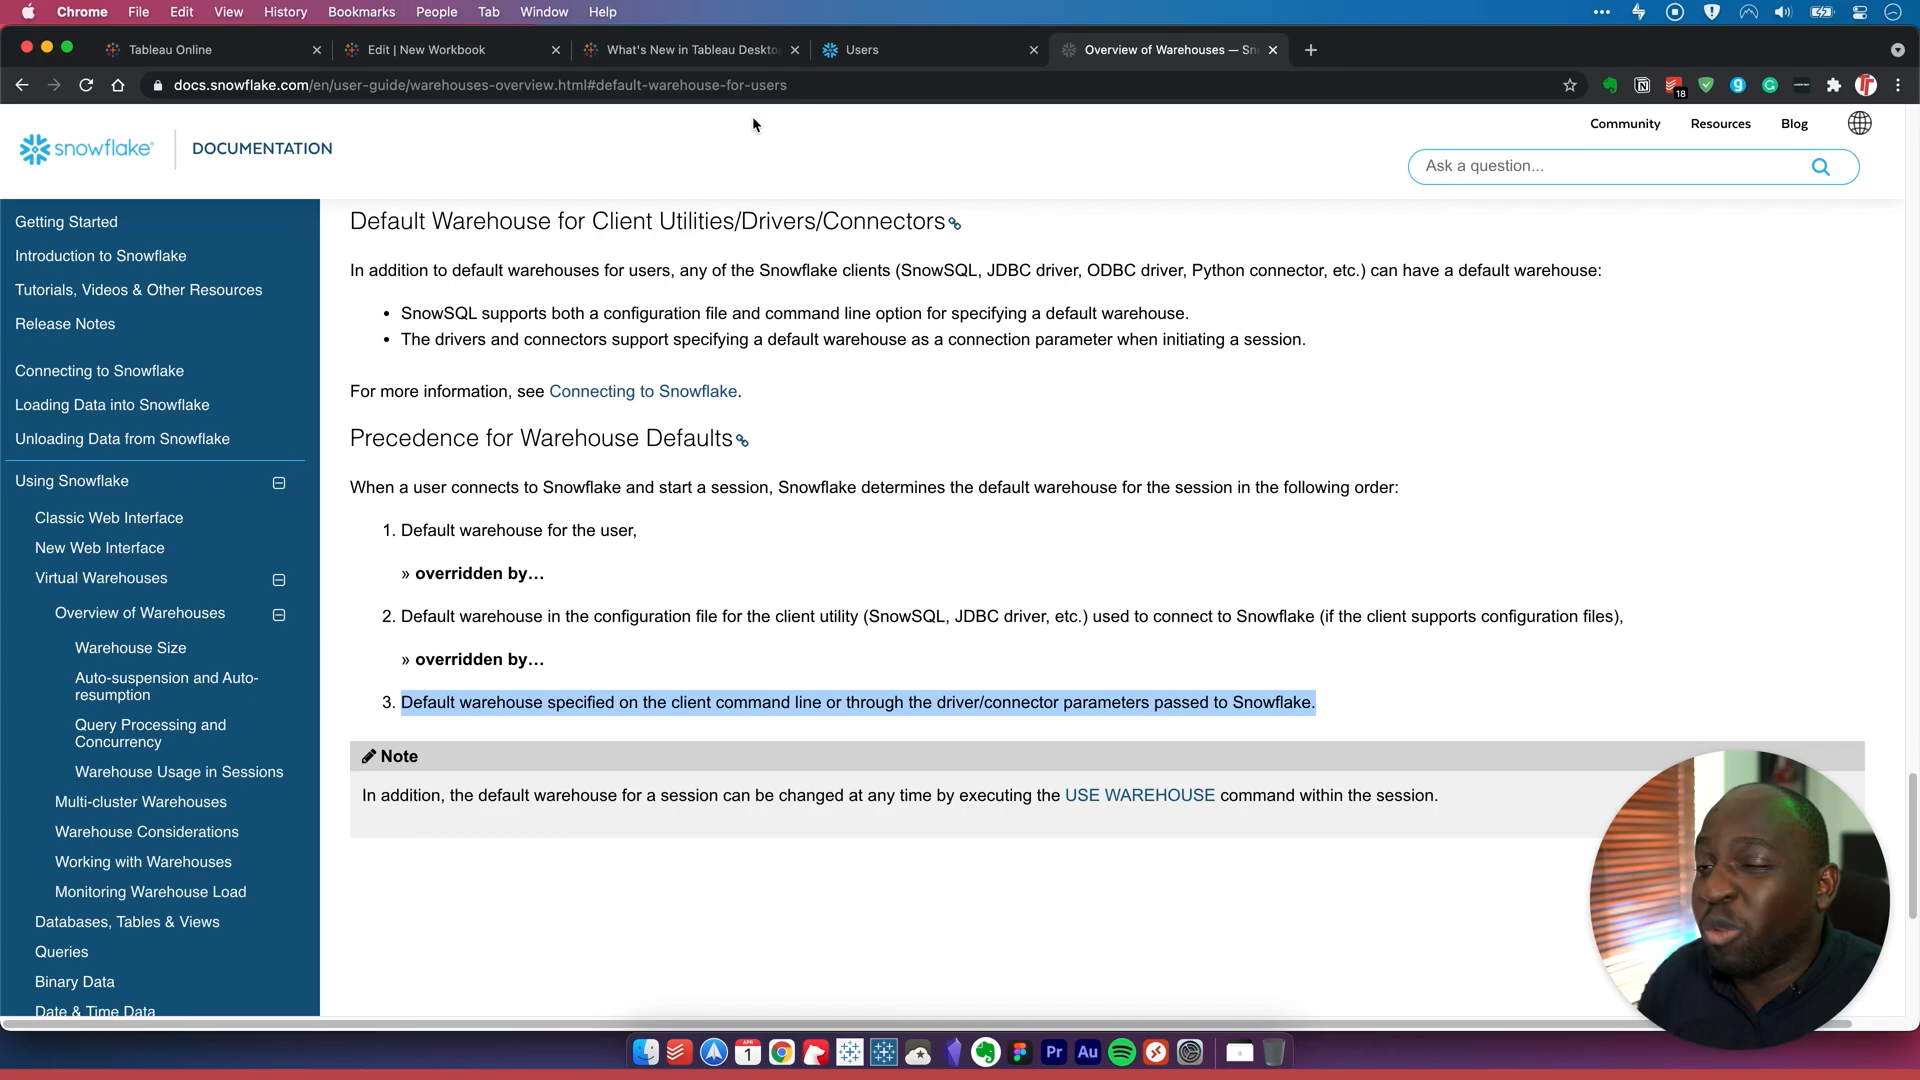 Chrome File Edit View History Bookmarks People Tab Window Help
Tableau Online
Edit | New Workbook
What's New in Tableau Deskto
Users
Overview of Warehouses — Sn
docs.snowflake.com/en/user-guide/warehouses-overview.html#default-warehouse-for-users
18
snowflake
DOCUMENTATION
Community Resources Blog
Ask a question...
Getting Started
Introduction to Snowflake
Tutorials, Videos & Other Resources
Release Notes
Connecting to Snowflake
Loading Data into Snowflake
Unloading Data from Snowflake
Using Snowflake
Classic Web Interface
New Web Interface
Virtual Warehouses
Overview of Warehouses
Warehouse Size
Auto-suspension and Auto-
resumption
Query Processing and
Concurrency
Warehouse Usage in Sessions
Multi-cluster Warehouses
Warehouse Considerations
Working with Warehouses
Monitoring Warehouse Load
Databases, Tables & Views
Queries
Binary Data
Date & Time Data
Default Warehouse for Client Utilities/Drivers/Connectors
In addition to default warehouses for users, any of the Snowflake clients (SnowSQL, JDBC driver, ODBC driver, Python connector, etc.) can have a default warehouse:
• SnowSQL supports both a configuration file and command line option for specifying a default warehouse.
• The drivers and connectors support specifying a default warehouse as a connection parameter when initiating a session.
For more information, see Connecting to Snowflake.
Precedence for Warehouse Defaults
When a user connects to Snowflake and start a session, Snowflake determines the default warehouse for the session in the following order:
1. Default warehouse for the user,
» overridden by…
2. Default warehouse in the configuration file for the client utility (SnowSQL, JDBC driver, etc.) used to connect to Snowflake (if the client supports configuration files),
» overridden by…
3. Default warehouse specified on the client command line or through the driver/connector parameters passed to Snowflake.
Note
In addition, the default warehouse for a session can be changed at any time by executing the USE WAREHOUSE command within the session.
APR
1
Pr
Au